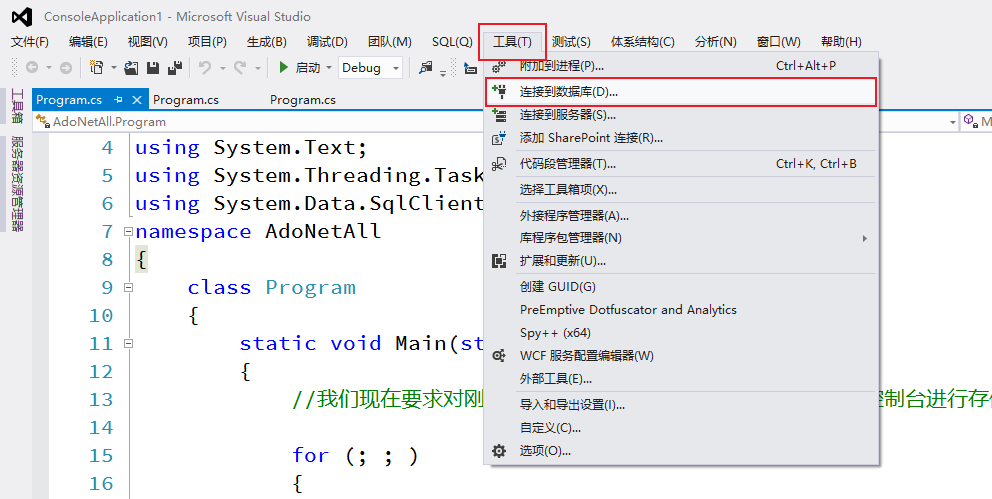 ConsoleApplication1 - Microsoft Visual Studio
文件(F) 编辑(E) 视图(V) 项目(P) 生成(B) 调试(D) 团队(M) SQL(Q) 工具(T) 测试(S) 体系结构(C) 分析(N) 窗口(W) 帮助(H)
启动 Debug
附加到进程(P)... Ctrl+Alt+P
连接到数据库(D)...
连接到服务器(S)...
添加 SharePoint 连接(R)...
代码段管理器(T)... Ctrl+K, Ctrl+B
选择工具箱项(X)...
外接程序管理器(A)...
库程序包管理器(N)
扩展和更新(U)...
创建 GUID(G)
PreEmptive Dotfuscator and Analytics
Spy++ (x64)
WCF 服务配置编辑器(W)
外部工具(E)...
导入和导出设置(I)...
自定义(C)...
选项(O)...
工具箱
服务器资源管理器
Program.cs Program.cs Program.cs
AdoNetAll.Program M
4 using System.Text;
5 using System.Threading.Task
6 using System.Data.SqlClient
7 namespace AdoNetAll
8 {
9 class Program
10 {
11 static void Main(st
12 {
13 //我们现在要求对刚 控制台进行存
14
15 for (; ; )
16 {